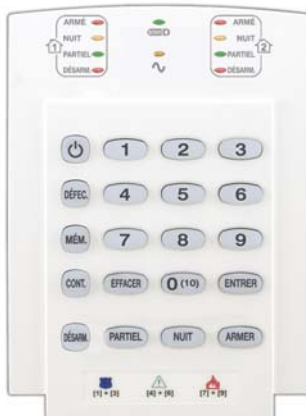 ARMÉ
NUIT
PARTIEL
DÉSARM.
1
ARMÉ
NUIT
PARTIEL
DÉSARM.
2
1 2 3
DÉFEC. 4 5 6
MÉM. 7 8 9
CONT. EFFACER 0 (10) ENTRER
DÉSARM. PARTIEL NUIT ARMER
[1] + [3] [4] + [6] [7] + [9]